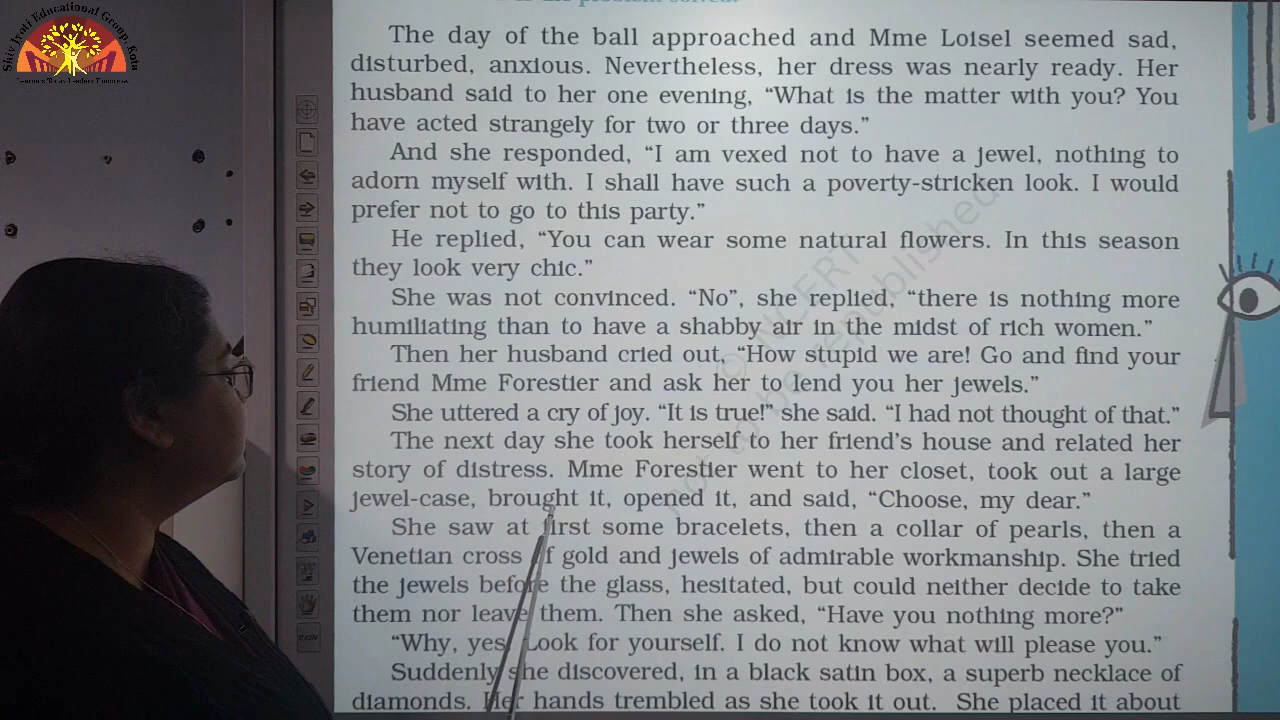 Shiv Jyoti Educational Group, Kota
The day of the ball approached and Mme Loisel seemed sad,
disturbed, anxious. Nevertheless, her dress was nearly ready. Her
husband said to her one evening, “What is the matter with you? You
have acted strangely for two or three days.”
And she responded, “I am vexed not to have a jewel, nothing to
adorn myself with. I shall have such a poverty-stricken look. I would
prefer not to go to this party.”
He replied, “You can wear some natural flowers. In this season
they look very chic.”
She was not convinced. “No”, she replied, “there is nothing more
humiliating than to have a shabby air in the midst of rich women.”
Then her husband cried out, “How stupid we are! Go and find your
friend Mme Forestier and ask her to lend you her jewels.”
She uttered a cry of joy. “It is true!” she said. “I had not thought of that.”
The next day she took herself to her friend’s house and related her
story of distress. Mme Forestier went to her closet, took out a large
jewel-case, brought it, opened it, and said, “Choose, my dear.”
She saw at first some bracelets, then a collar of pearls, then a
Venetian cross of gold and jewels of admirable workmanship. She tried
the jewels before the glass, hesitated, but could neither decide to take
them nor leave them. Then she asked, “Have you nothing more?”
“Why, yes. Look for yourself. I do not know what will please you.”
Suddenly she discovered, in a black satin box, a superb necklace of
diamonds. Her hands trembled as she took it out. She placed it about
© NCERT
not to be republished